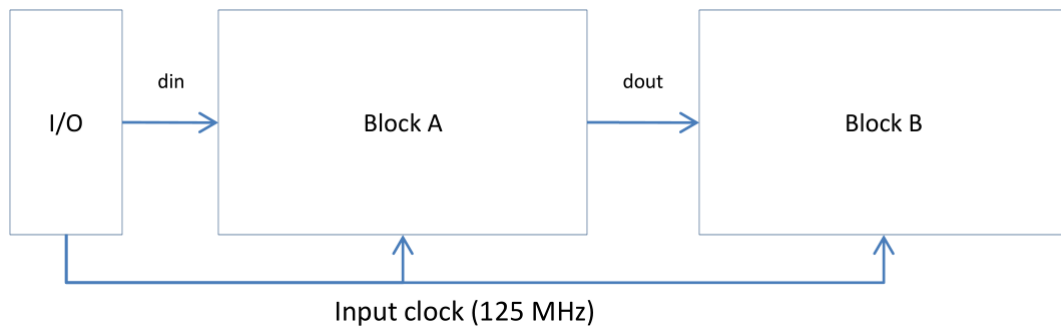 din
dout
I/O
Block A
Block B
Input clock (125 MHz)